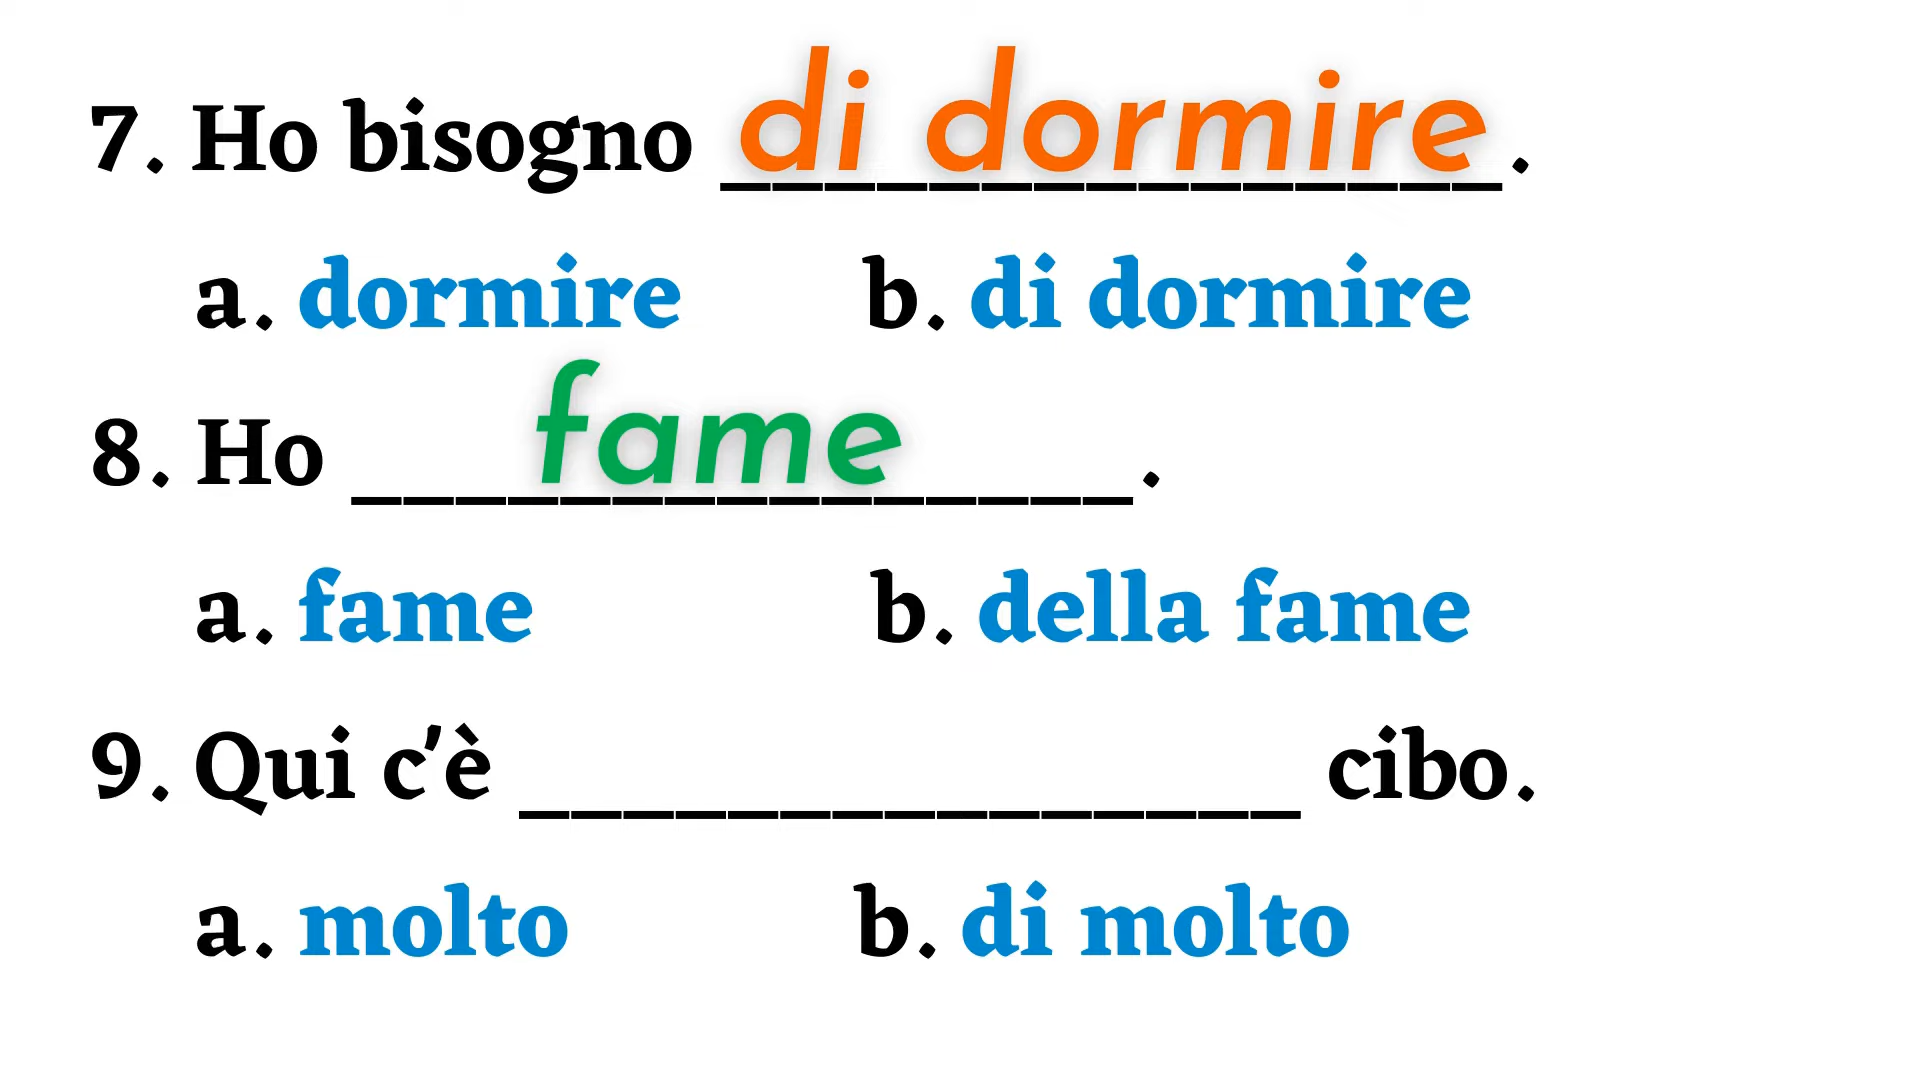 7. Ho bisogno di dormire.
a. dormire b. di dormire
8. Ho fame.
a. fame b. della fame
9. Qui c'è _______________ cibo.
a. molto b. di molto